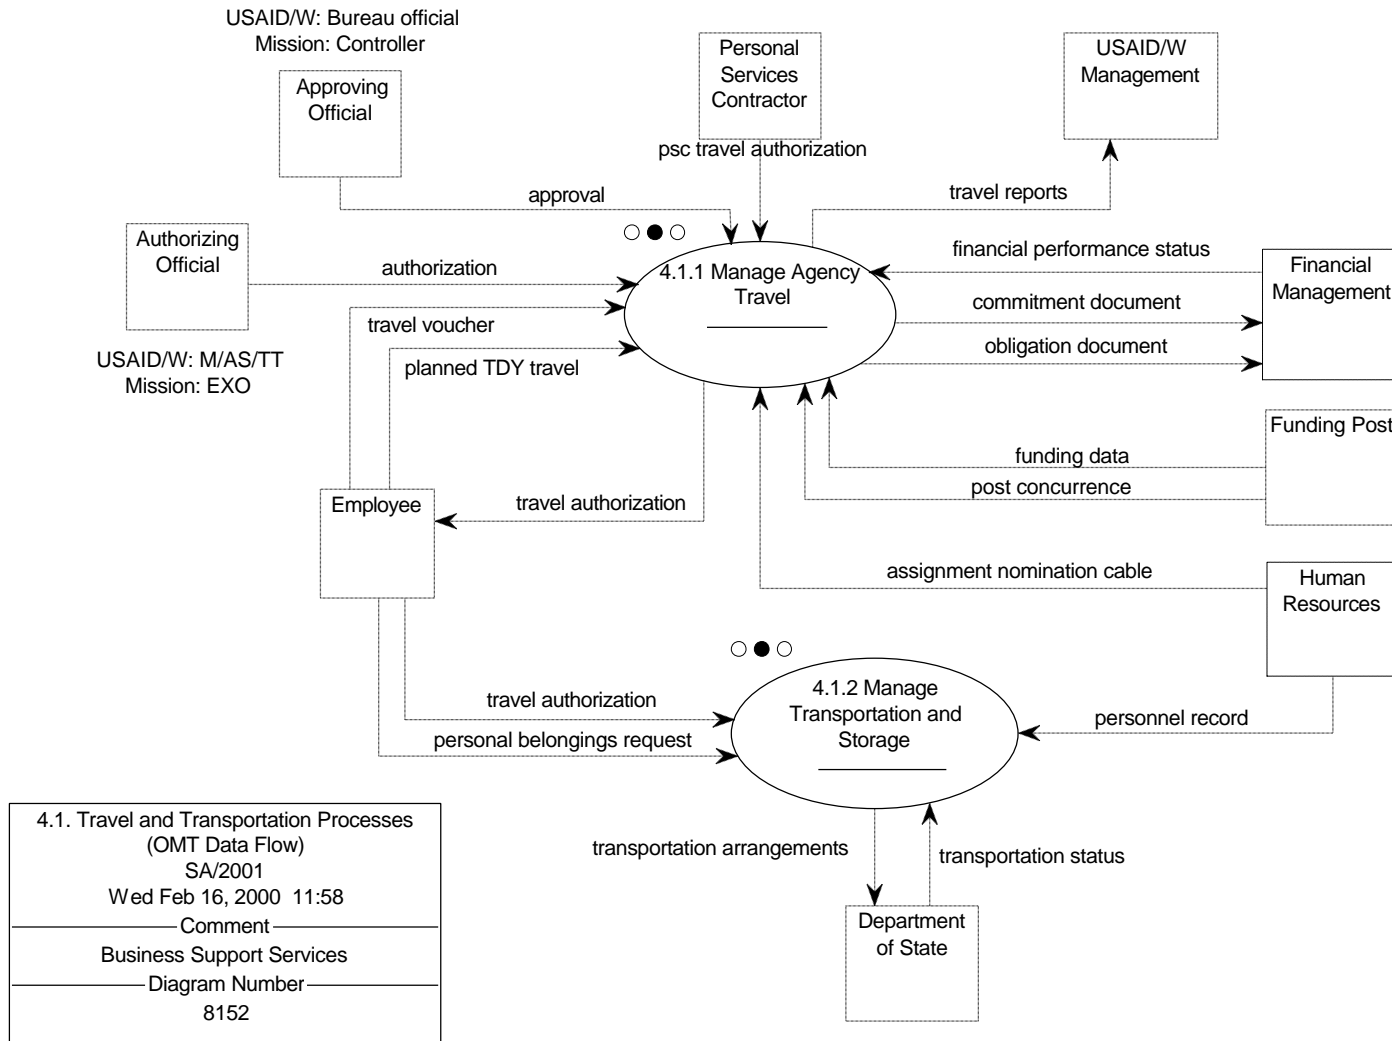 USAID/W: Bureau official
Mission: Controller
Approving
Official
Personal
Services
Contractor
USAID/W
Management
psc travel authorization
approval
travel reports
Authorizing
Official
authorization
4.1.1 Manage Agency
Travel
financial performance status
Financial
Management
commitment document
travel voucher
obligation document
planned TDY travel
USAID/W: M/AS/TT
Mission: EXO
Funding Post
funding data
post concurrence
Employee
travel authorization
assignment nomination cable
Human
Resources
4.1.2 Manage
Transportation and
Storage
travel authorization
personal belongings request
personnel record
transportation arrangements
transportation status
Department
of State
4.1. Travel and Transportation Processes
(OMT Data Flow)
SA/2001
Wed Feb 16, 2000 11:58
Comment
Business Support Services
Diagram Number
8152